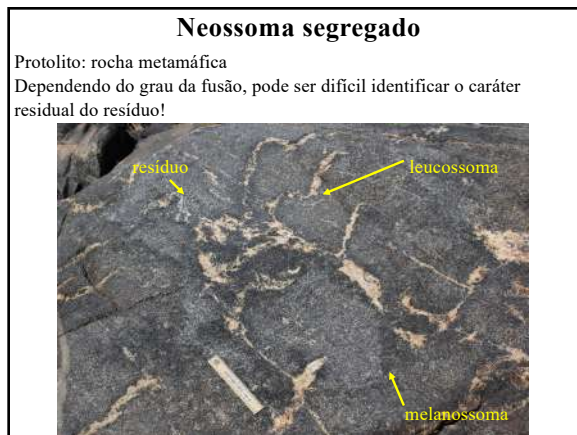 Neossoma segregado
Protolito: rocha metamáfica
Dependendo do grau da fusão, pode ser difícil identificar o caráter
residual do resíduo!
resíduo
leucossoma
melanossoma